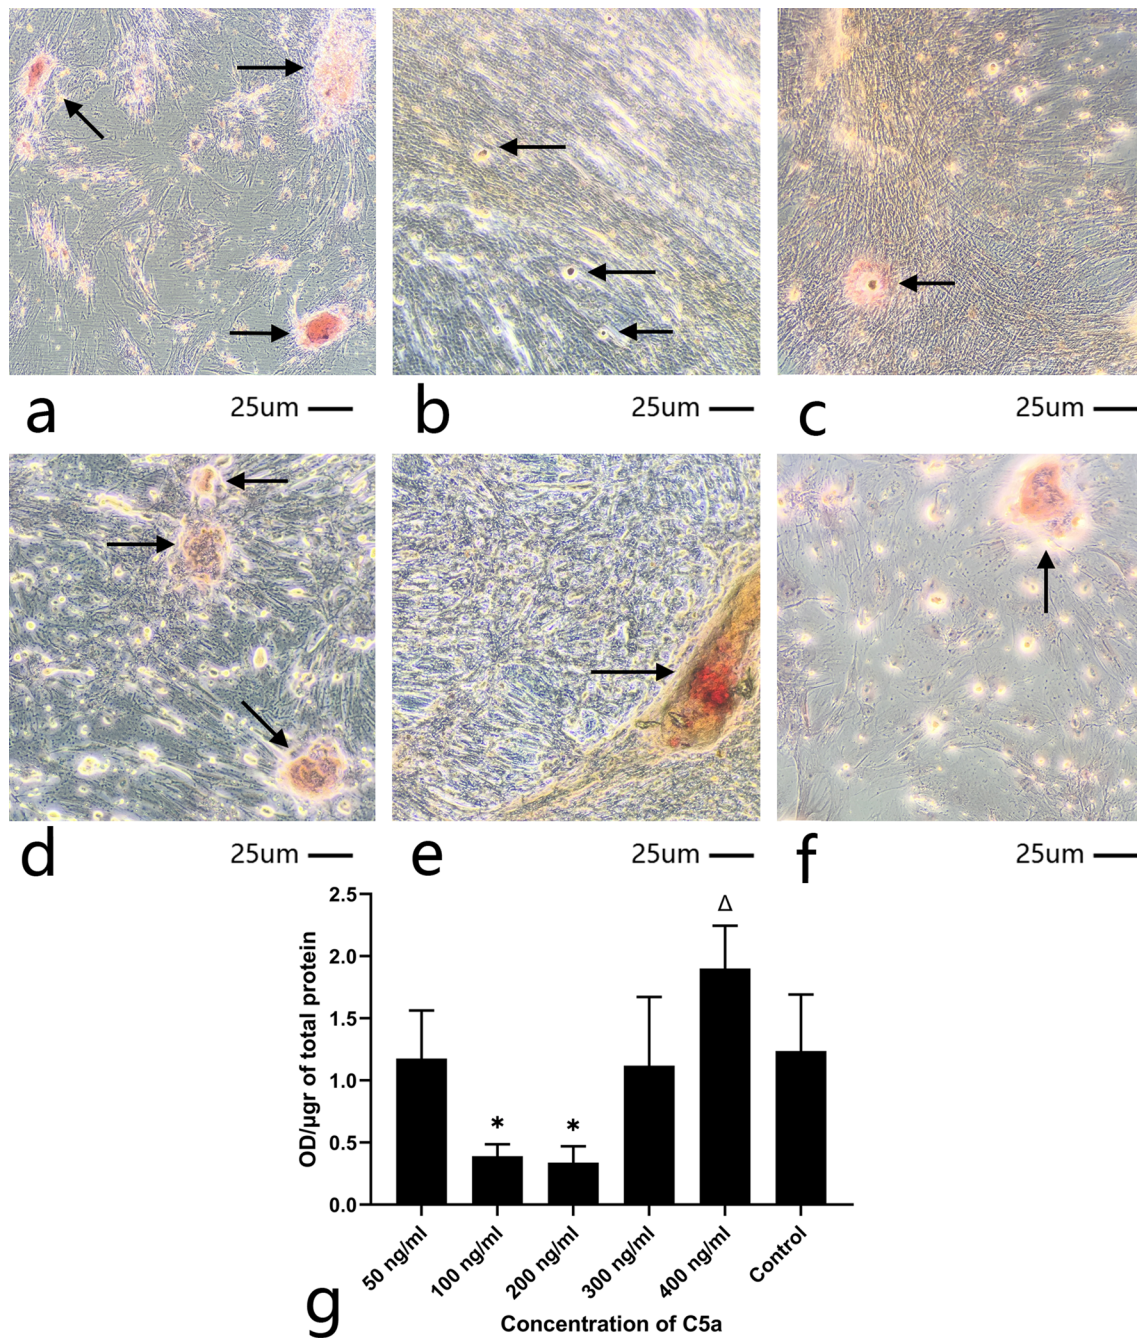 a
25um
b
25um
c
25um
d
25um
e
25um
f
25um
OD/µgr of total protein
2.5
2.0
1.5
1.0
0.5
0.0
*
*
Δ
50 ng/ml
100 ng/ml
200 ng/ml
300 ng/ml
400 ng/ml
Control
Concentration of C5a
g